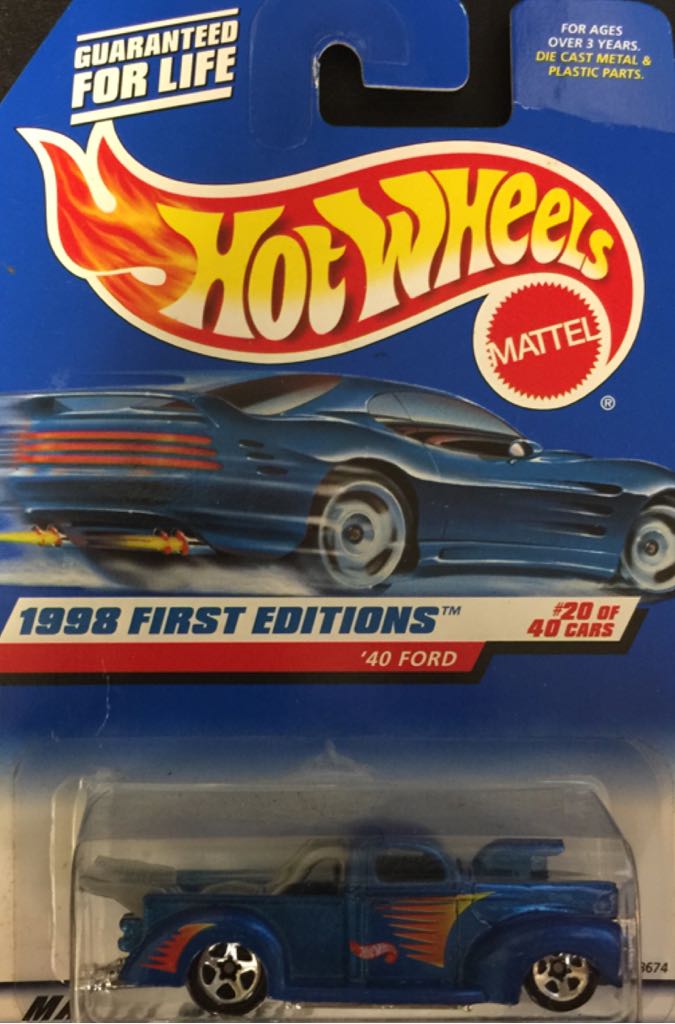 GUARANTEED
FOR LIFE
FOR AGES
OVER 3 YEARS.
DIE CAST METAL &
PLASTIC PARTS.
HOT WHEELS
MATTEL
®
1998 FIRST EDITIONS™
#20 OF
40 CARS
'40 FORD
3674